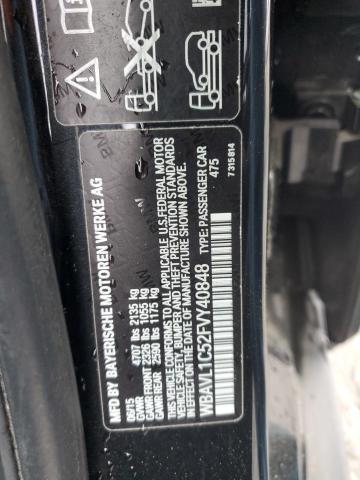 MFD BY BAYERISCHE MOTOREN WERKE AG
06/15
GVWR 4707 lbs 2135 kg
GAWR FRONT 2326 lbs 1055 kg
GAWR REAR 2590 lbs 1175 kg
THIS VEHICLE CONFORMS TO ALL APPLICABLE U.S.FEDERAL MOTOR
VEHICLE SAFETY, BUMPER, AND THEFT PREVENTION STANDARDS
IN EFFECT ON THE DATE OF MANUFACTURE SHOWN ABOVE.
WBAVL1C52FVY40848 TYPE: PASSENGER CAR
475
7315814